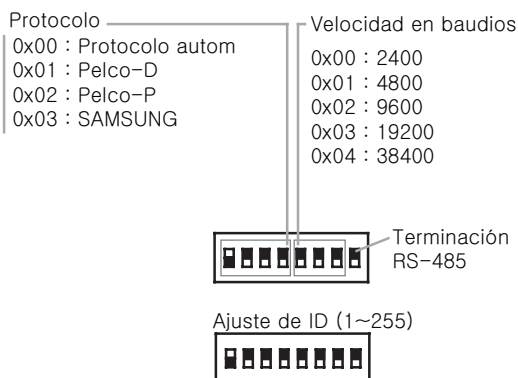 Protocolo
0x00 : Protocolo autom
0x01 : Pelco-D
0x02 : Pelco-P
0x03 : SAMSUNG
Velocidad en baudios
0x00 : 2400
0x01 : 4800
0x02 : 9600
0x03 : 19200
0x04 : 38400
Terminación
RS-485
Ajuste de ID (1~255)